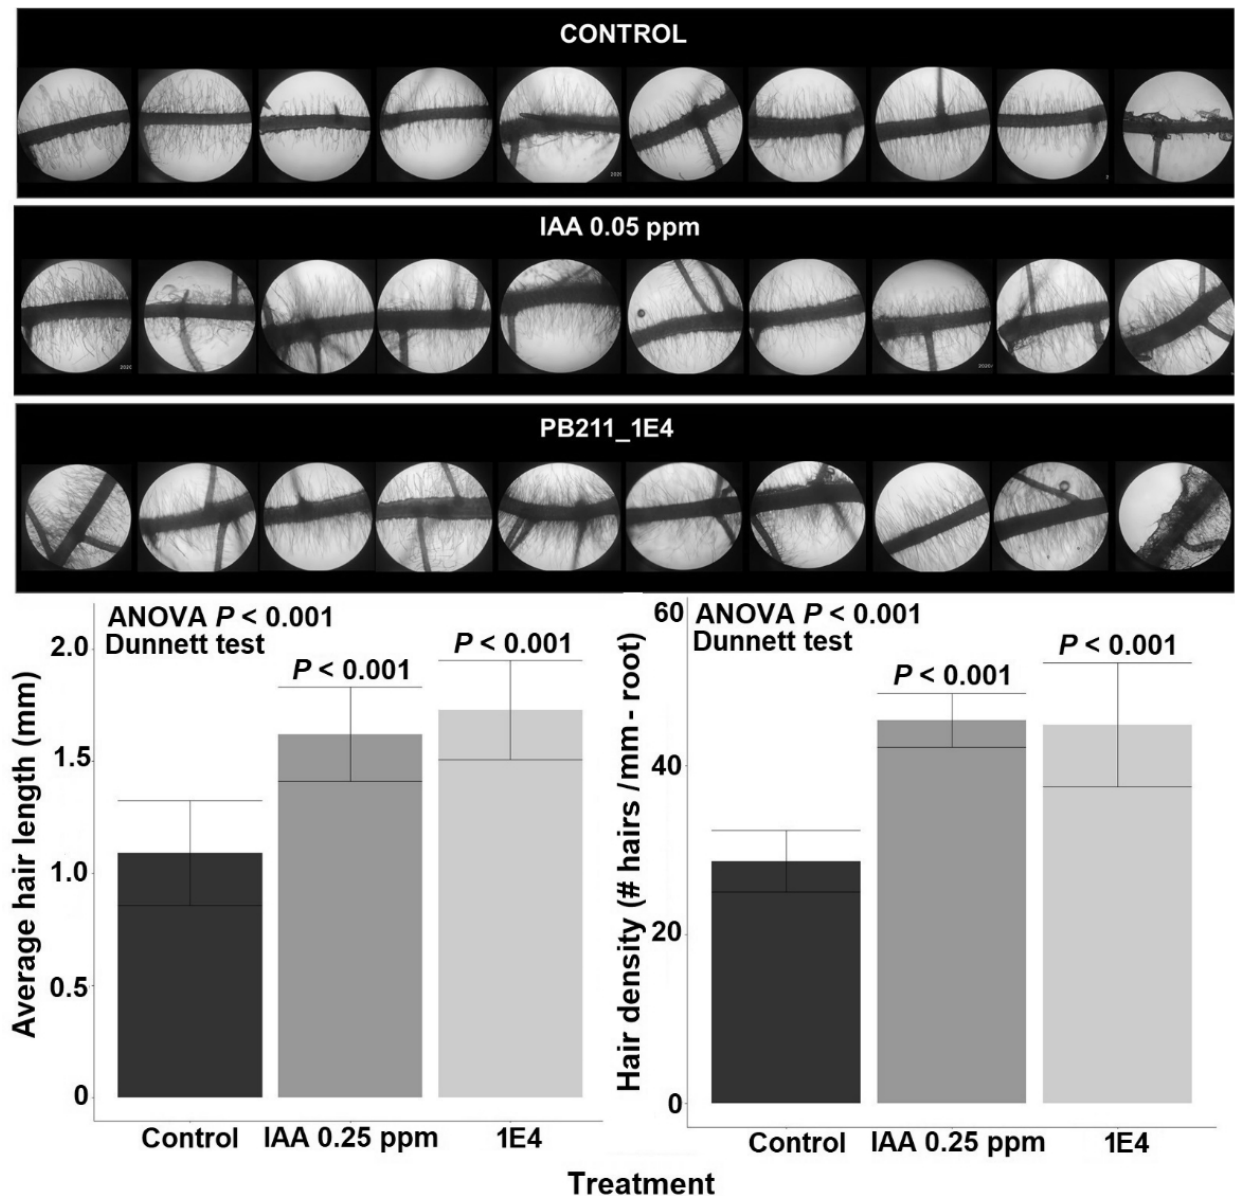 CONTROL
IAA 0.05 ppm
PB211_1E4
ANOVA P < 0.001
Dunnett test
P < 0.001
P < 0.001
2.0
1.5
1.0
0.5
0
Average hair length (mm)
Control
IAA 0.25 ppm
1E4
ANOVA P < 0.001
Dunnett test
P < 0.001
P < 0.001
60
40
20
0
Hair density (# hairs /mm - root)
Control
IAA 0.25 ppm
1E4
Treatment